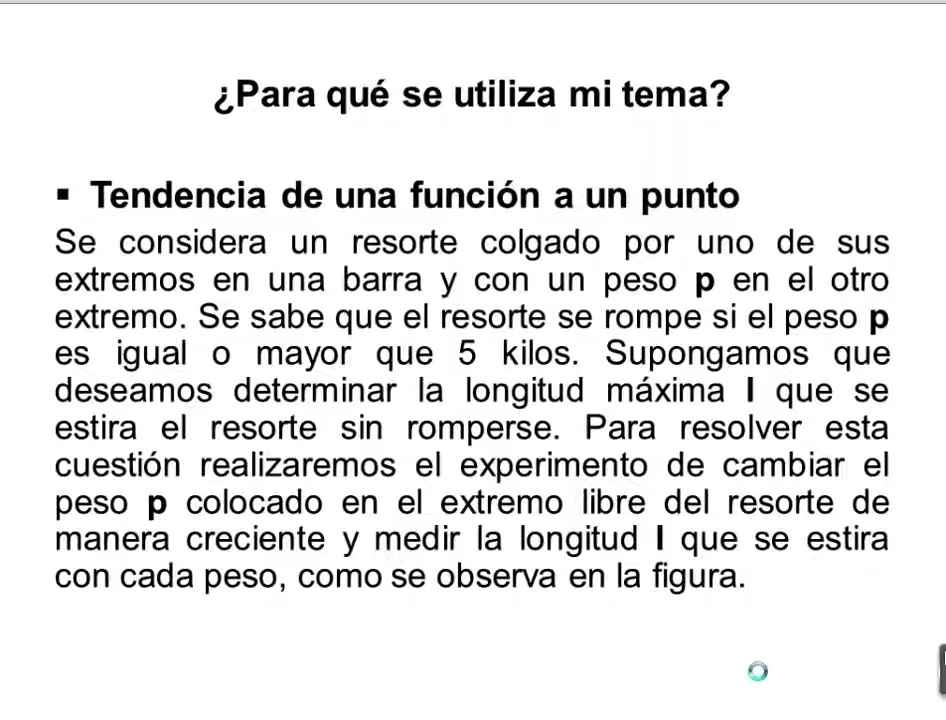 ¿Para qué se utiliza mi tema?
▪ Tendencia de una función a un punto
Se considera un resorte colgado por uno de sus
extremos en una barra y con un peso p en el otro
extremo. Se sabe que el resorte se rompe si el peso p
es igual o mayor que 5 kilos. Supongamos que
deseamos determinar la longitud máxima l que se
estira el resorte sin romperse. Para resolver esta
cuestión realizaremos el experimento de cambiar el
peso p colocado en el extremo libre del resorte de
manera creciente y medir la longitud l que se estira
con cada peso, como se observa en la figura.